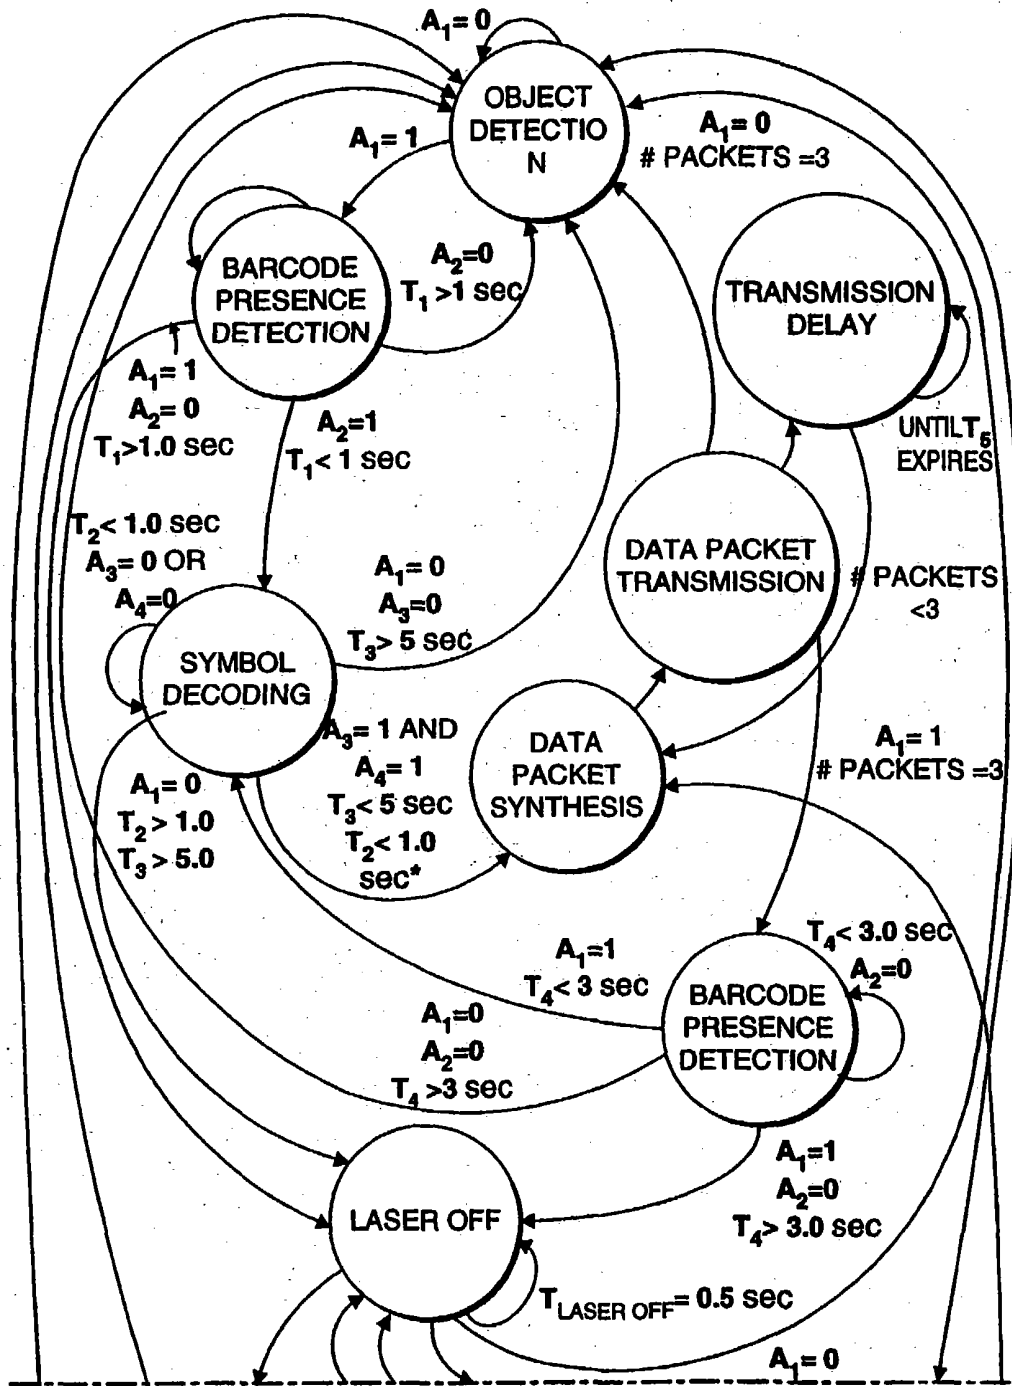 A₁= 0
OBJECT
DETECTIO
N
A₁= 1
A₁= 0
# PACKETS =3
BARCODE
PRESENCE
DETECTION
A₂=0
T₁ >1 sec
TRANSMISSION
DELAY
A₁= 1
A₂= 0
T₁>1.0 sec
A₂=1
T₁< 1 sec
UNTILT₅
EXPIRES
T₂< 1.0 sec
A₃= 0 OR
A₄=0
A₁= 0
A₃=0
T₃> 5 sec
DATA PACKET
TRANSMISSION
# PACKETS
<3
SYMBOL
DECODING
A₃= 1 AND
A₄= 1
T₃< 5 sec
T₂< 1.0
sec*
DATA
PACKET
SYNTHESIS
A₁= 1
# PACKETS =3
A₁= 0
T₂ > 1.0
T₃ > 5.0
A₁=1
T₄< 3 sec
T₄< 3.0 sec
A₂=0
BARCODE
PRESENCE
DETECTION
A₁=0
A₂=0
T₄ >3 sec
A₁=1
A₂=0
T₄> 3.0 sec
LASER OFF
T LASER OFF= 0.5 sec
A₁= 0